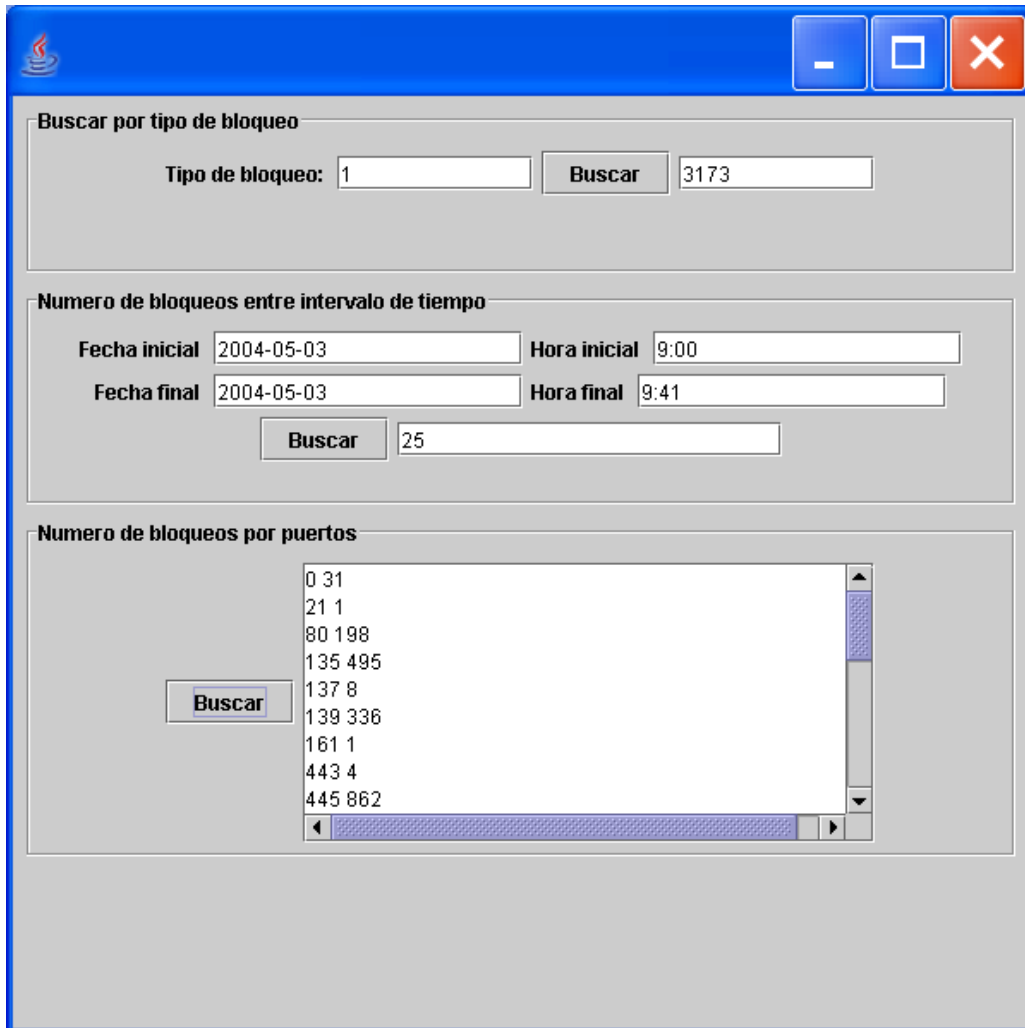 Buscar por tipo de bloqueo
Tipo de bloqueo: 1 Buscar 3173
Numero de bloqueos entre intervalo de tiempo
Fecha inicial 2004-05-03 Hora inicial 9:00
Fecha final 2004-05-03 Hora final 9:41
Buscar 25
Numero de bloqueos por puertos
Buscar
0 31
21 1
80 198
135 495
137 8
139 336
161 1
443 4
445 862